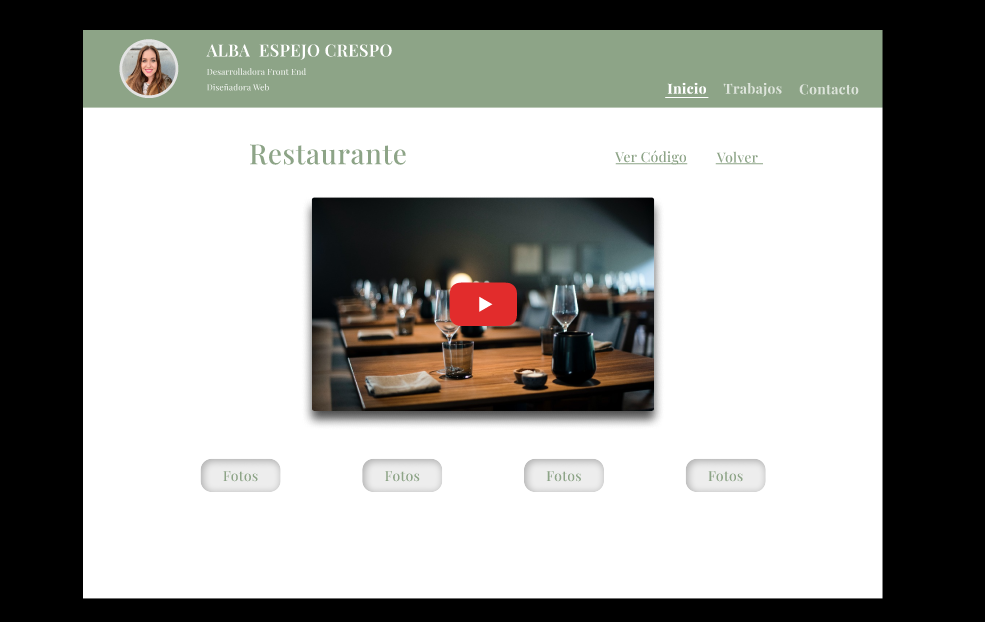 ALBA ESPEJO CRESPO
Desarrolladora Front End
Diseñadora Web
Inicio Trabajos Contacto
Restaurante
Ver Código Volver
Fotos Fotos Fotos Fotos